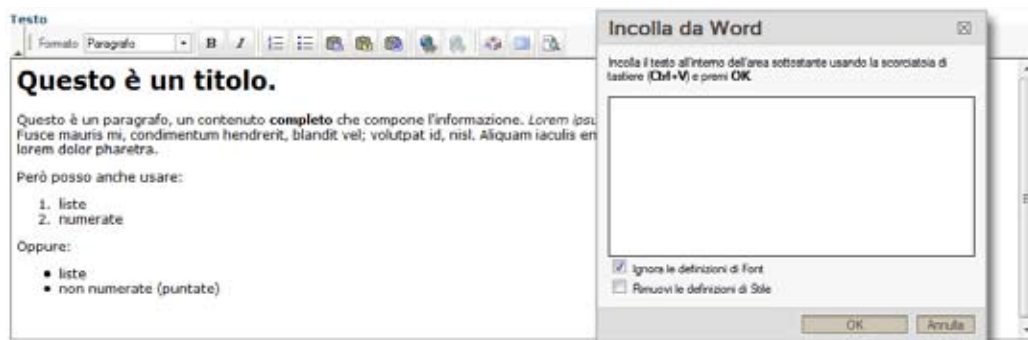 Testo
Formato Paragrafo B I
Questo è un titolo.
Questo è un paragrafo, un contenuto completo che compone l'informazione. Lorem ipsu
Fusce mauris mi, condimentum hendrerit, blandit vel; volutpat id, nisl. Aliquam iaculis en
lorem dolor pharetra.
Però posso anche usare:
1. liste
2. numerate
Oppure:
• liste
• non numerate (puntate)
Incolla da Word
Incolla il testo all'interno dell'area sottostante usando la scorciatoia di
tastiere (Ctrl+V) e premi OK
Ignora le definizioni di Font
Rimuovi le definizioni di Stile
OK Annulla